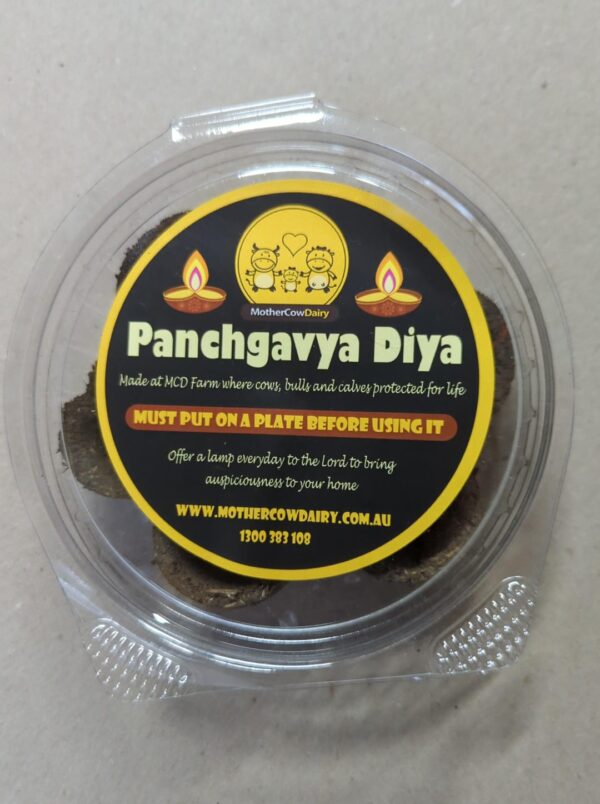 MotherCowDairy
Panchgavya Diya
Made at MCD Farm where cows, bulls and calves protected for life
MUST PUT ON A PLATE BEFORE USING IT
Offer a lamp everyday to the Lord to bring
auspiciousness to your home
WWW.MOTHERCOWDAIRY.COM.AU
1300 383 108